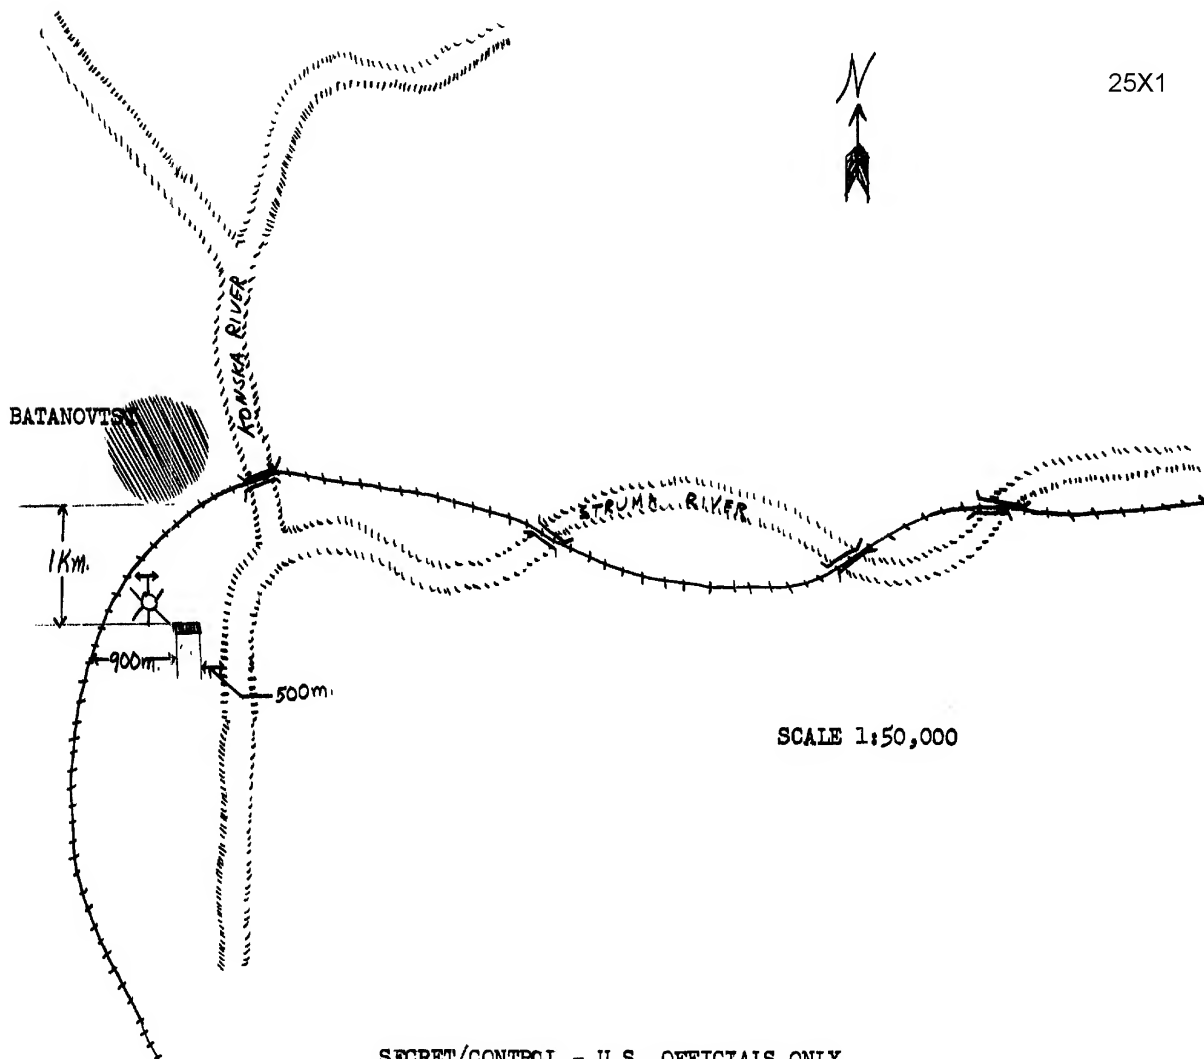 N
25X1
KONSKA RIVER
BATANOVTSI
STRUMA RIVER
1Km.
900m.
500m.
SCALE 1:50,000
SECRET/CONTROL - U.S. OFFICIALS ONLY